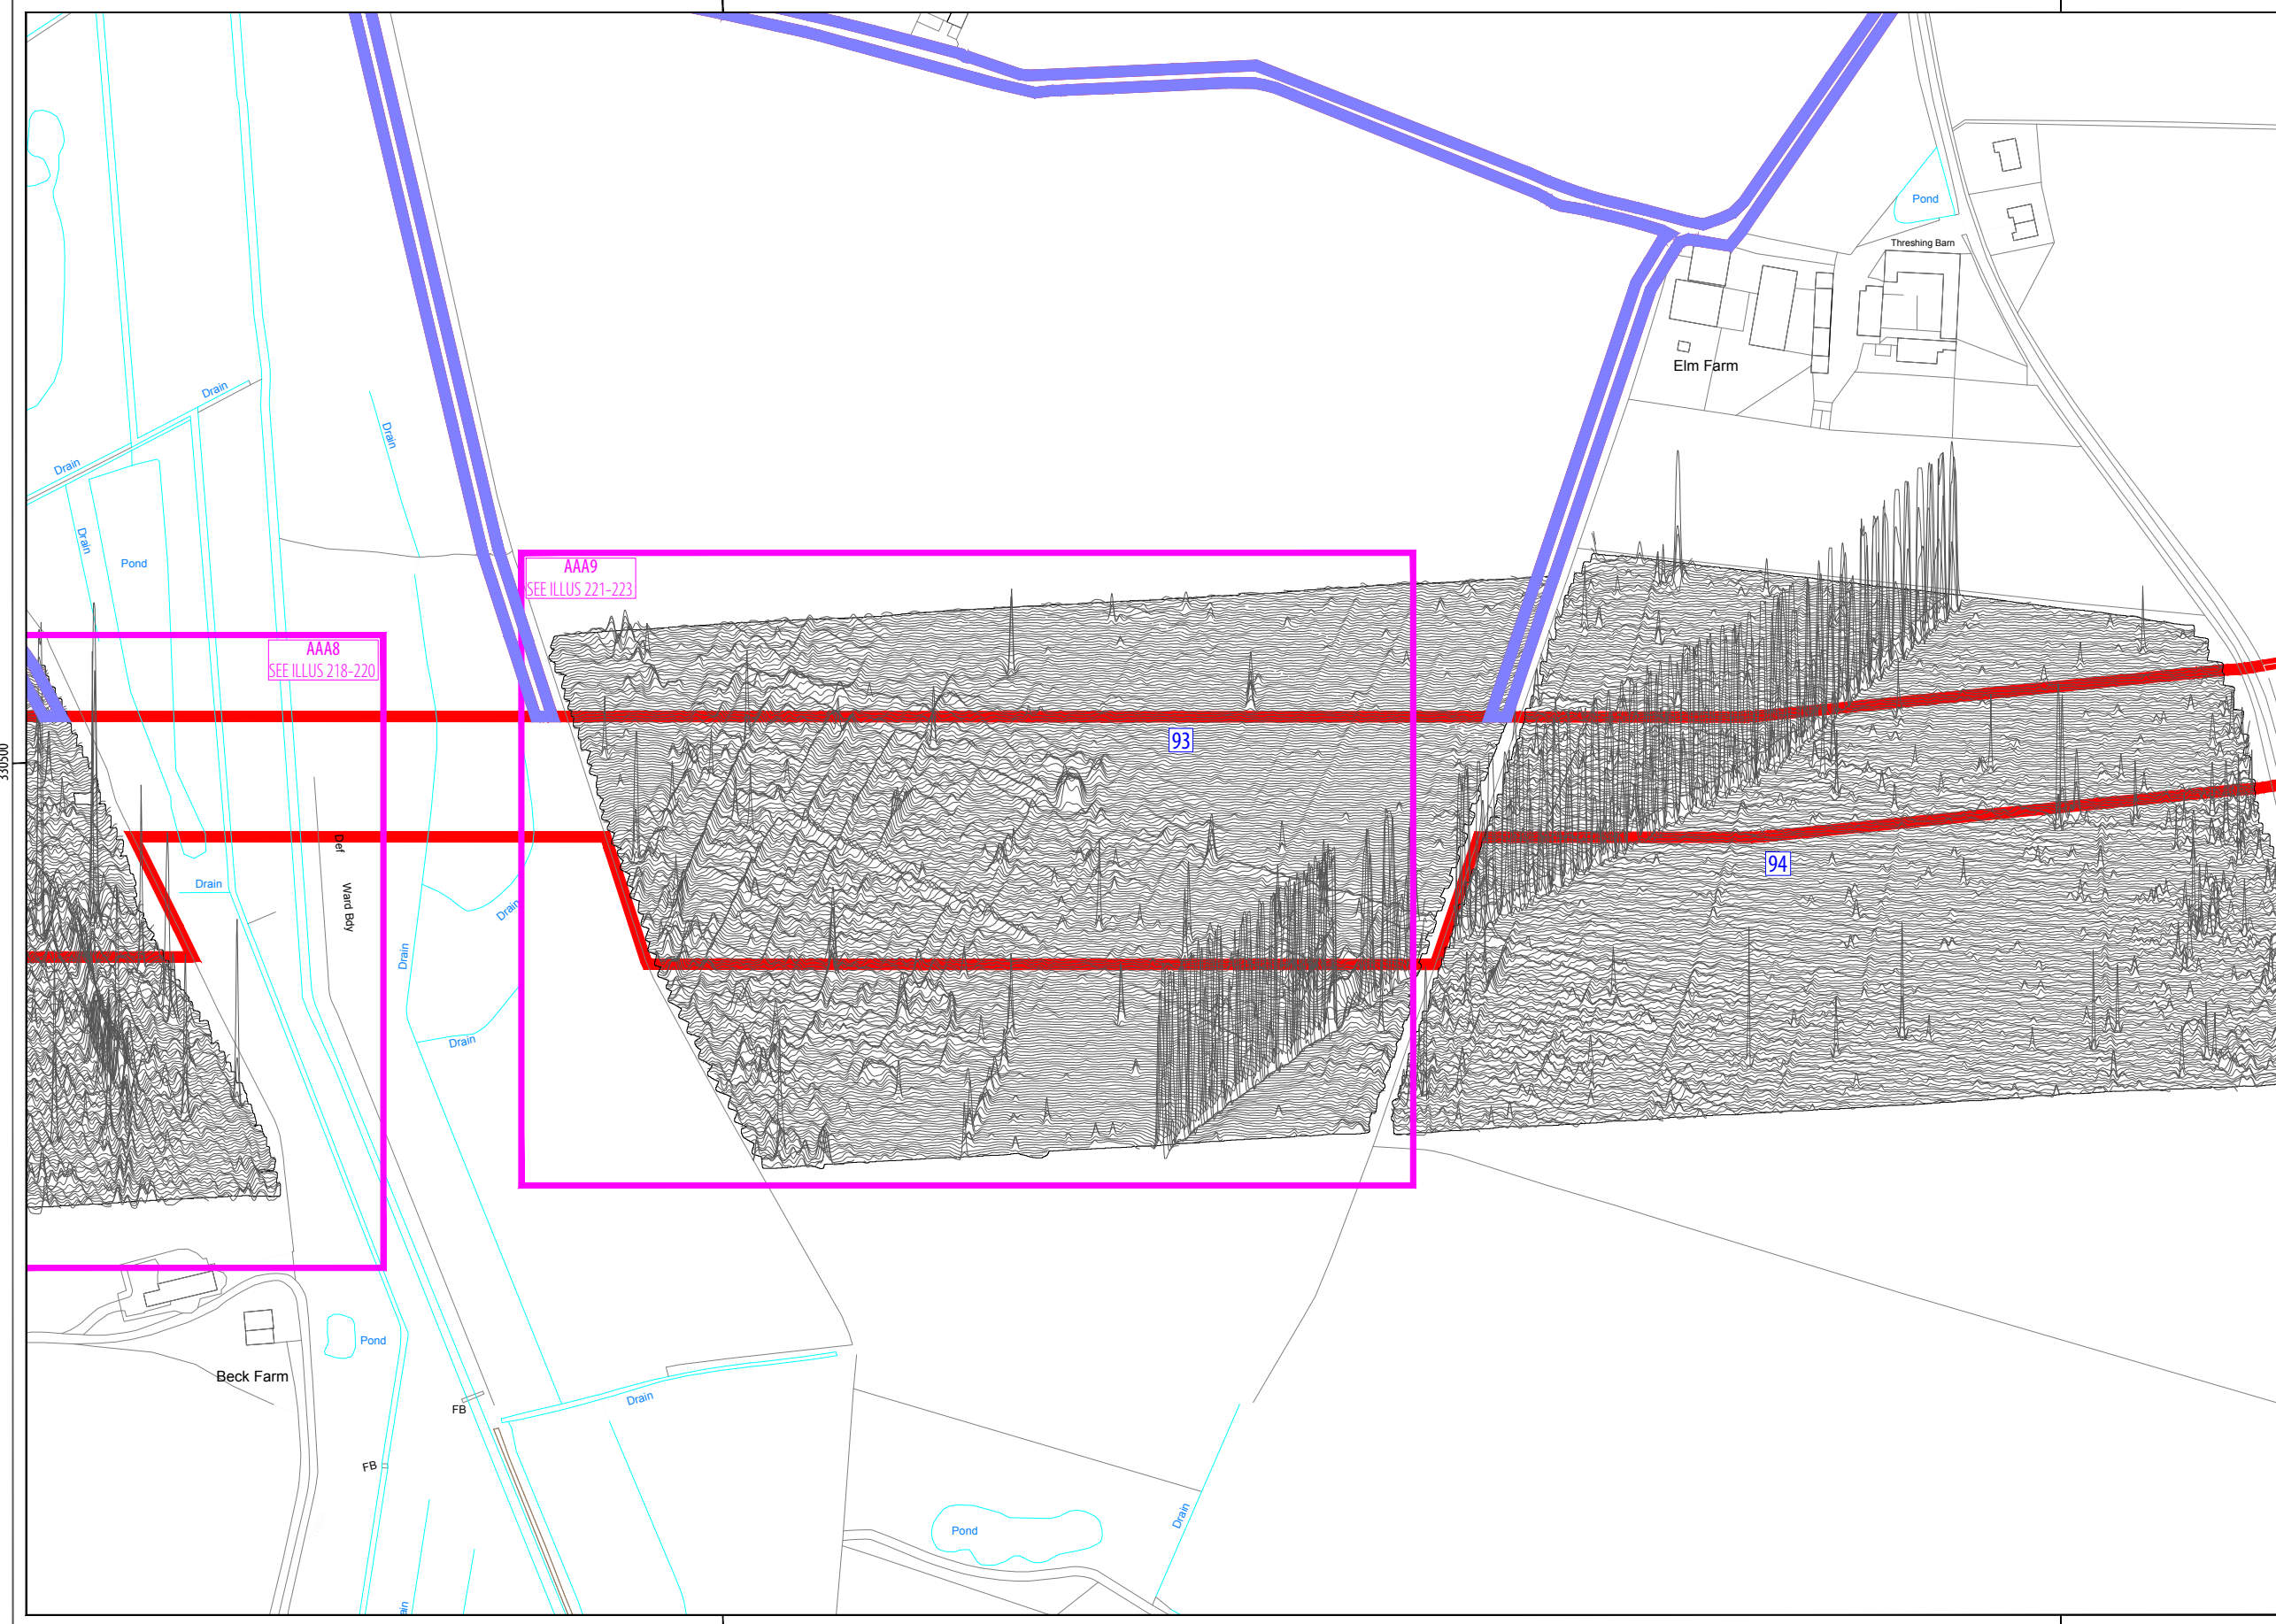 Pond
Threshing Barn
Elm Farm
Drain
Drain
Drain
Drain
Pond
AAA9
SEE ILLUS 221-223
AAA8
SEE ILLUS 218-220
93
330500
Def
Ward Bdy
94
Drain
Drain
Drain
Drain
Pond
Beck Farm
Drain
FB
FB
Pond
Drain